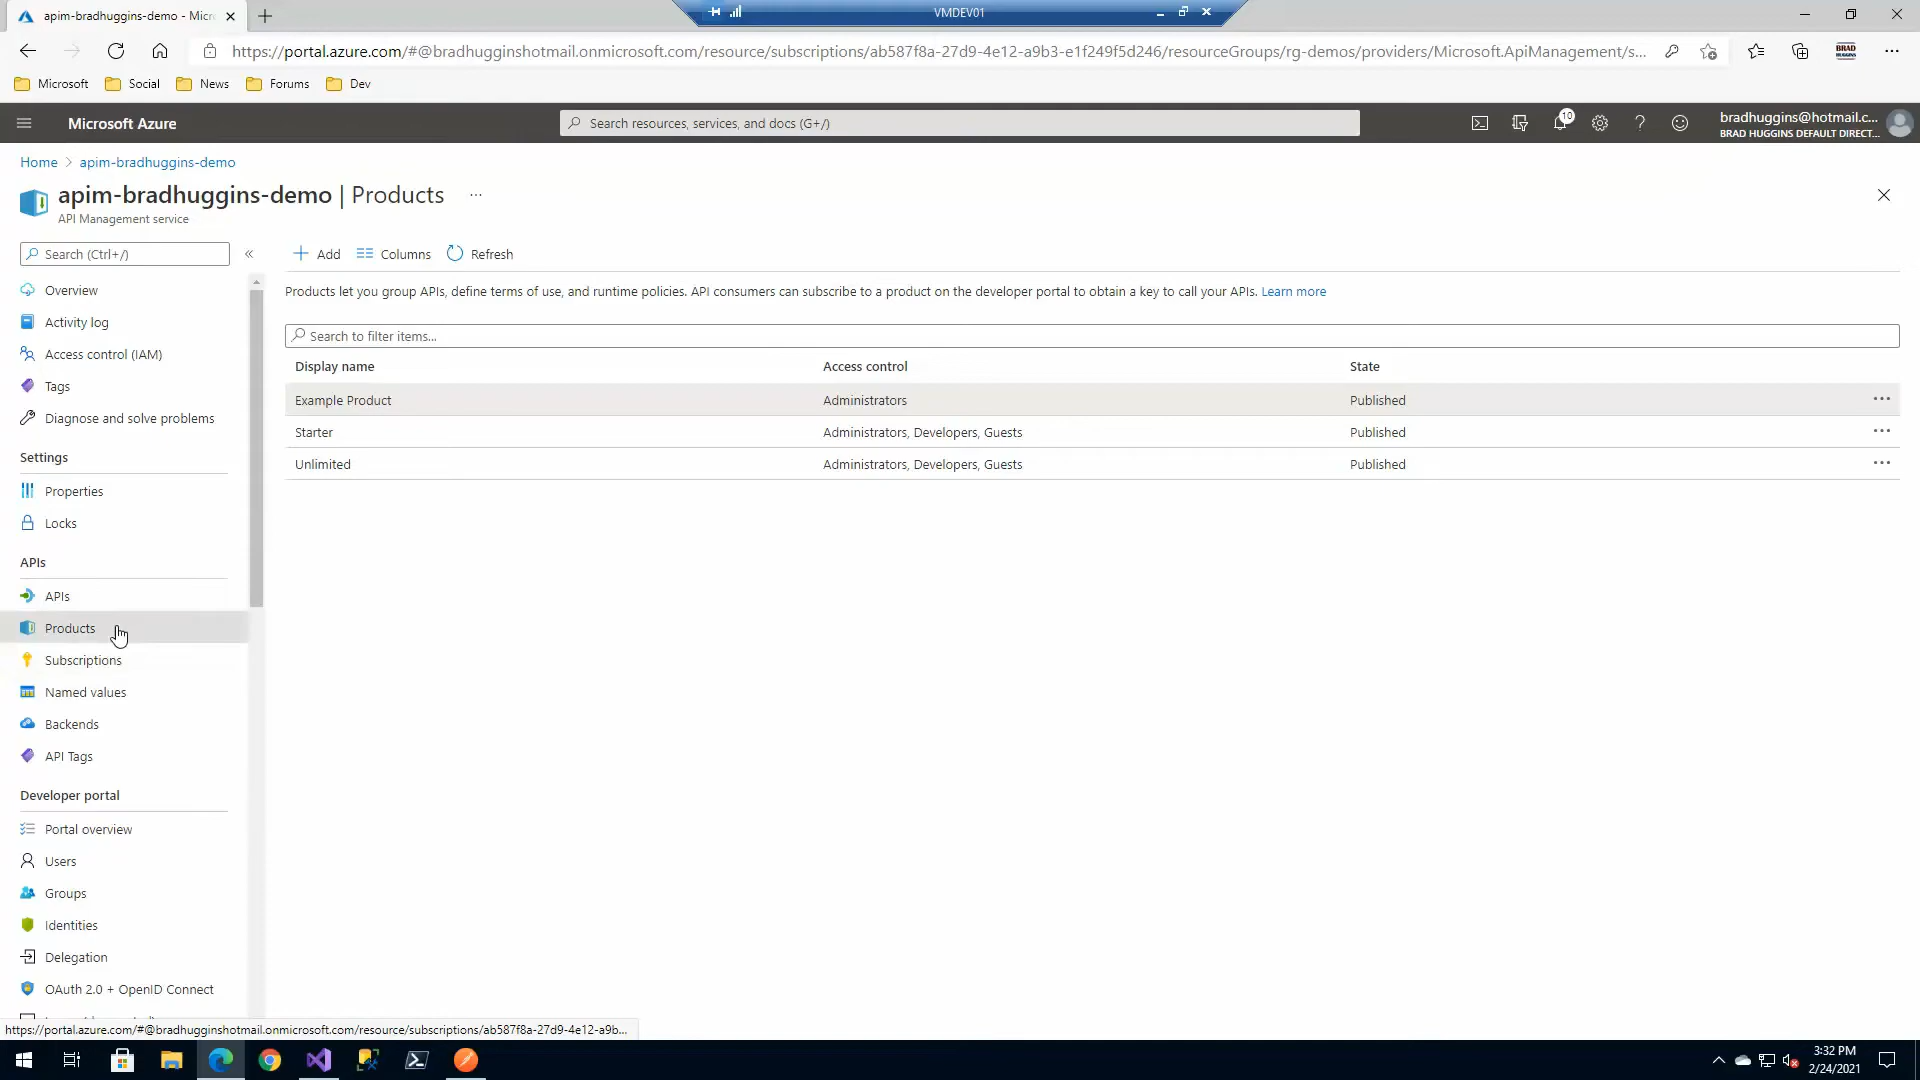 apim-bradhuggins-demo - Micr
VMDEV01
https://portal.azure.com/#@bradhugginshotmail.onmicrosoft.com/resource/subscriptions/ab587f8a-27d9-4e12-a9b3-e1f249f5d246/resourceGroups/rg-demos/providers/Microsoft.ApiManagement/s...
BRAD
HUGGINS
Microsoft
Social
News
Forums
Dev
Microsoft Azure
Search resources, services, and docs (G+/)
10
bradhuggins@hotmail.c...
BRAD HUGGINS DEFAULT DIRECT...
Home > apim-bradhuggins-demo
apim-bradhuggins-demo | Products ...
API Management service
Search (Ctrl+/)
«
Add
Columns
Refresh
Overview
Activity log
Access control (IAM)
Tags
Diagnose and solve problems
Settings
Properties
Locks
APIs
APIs
Products
Subscriptions
Named values
Backends
API Tags
Developer portal
Portal overview
Users
Groups
Identities
Delegation
OAuth 2.0 + OpenID Connect
Products let you group APIs, define terms of use, and runtime policies. API consumers can subscribe to a product on the developer portal to obtain a key to call your APIs. Learn more
Search to filter items...
Display name Access control State
Example Product Administrators Published ...
Starter Administrators, Developers, Guests Published ...
Unlimited Administrators, Developers, Guests Published ...
https://portal.azure.com/#@bradhugginshotmail.onmicrosoft.com/resource/subscriptions/ab587f8a-27d9-4e12-a9b...
3:32 PM
2/24/2021